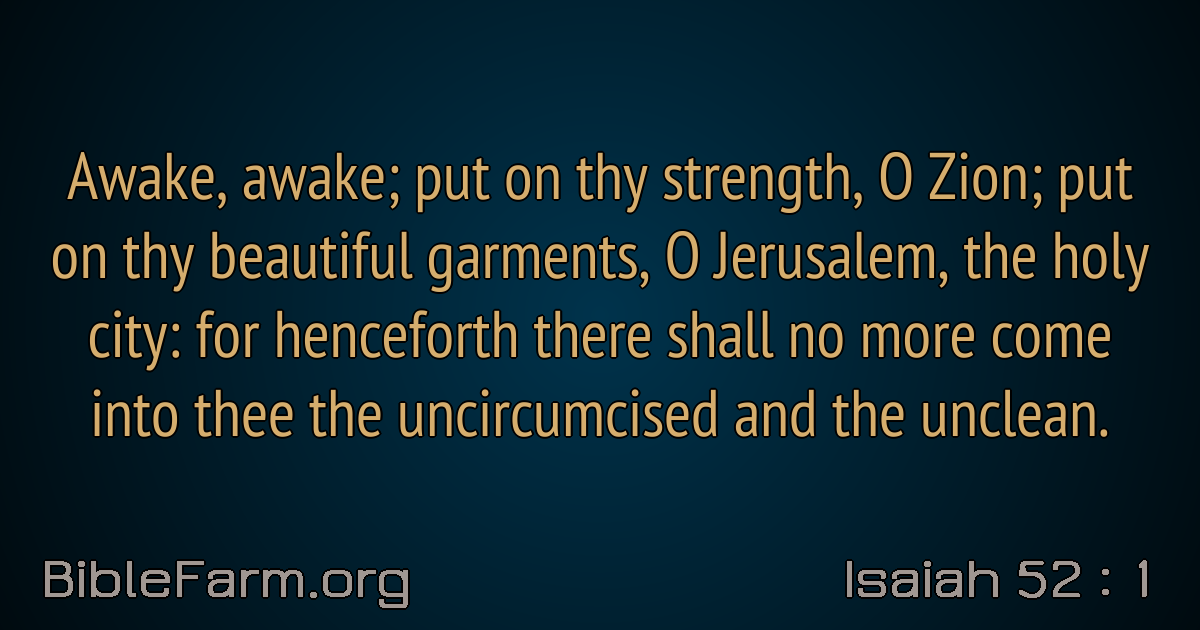 Awake, awake; put on thy strength, O Zion; put
on thy beautiful garments, O Jerusalem, the holy
city: for henceforth there shall no more come
into thee the uncircumcised and the unclean.
BibleFarm.org
Isaiah 52 : 1